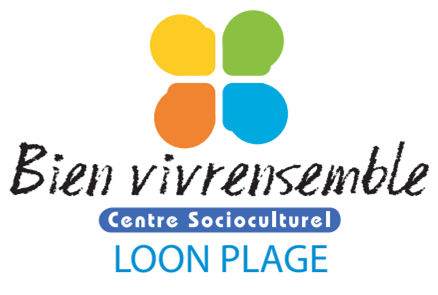 Bien vivrensemble
Centre Socioculturel
LOON PLAGE